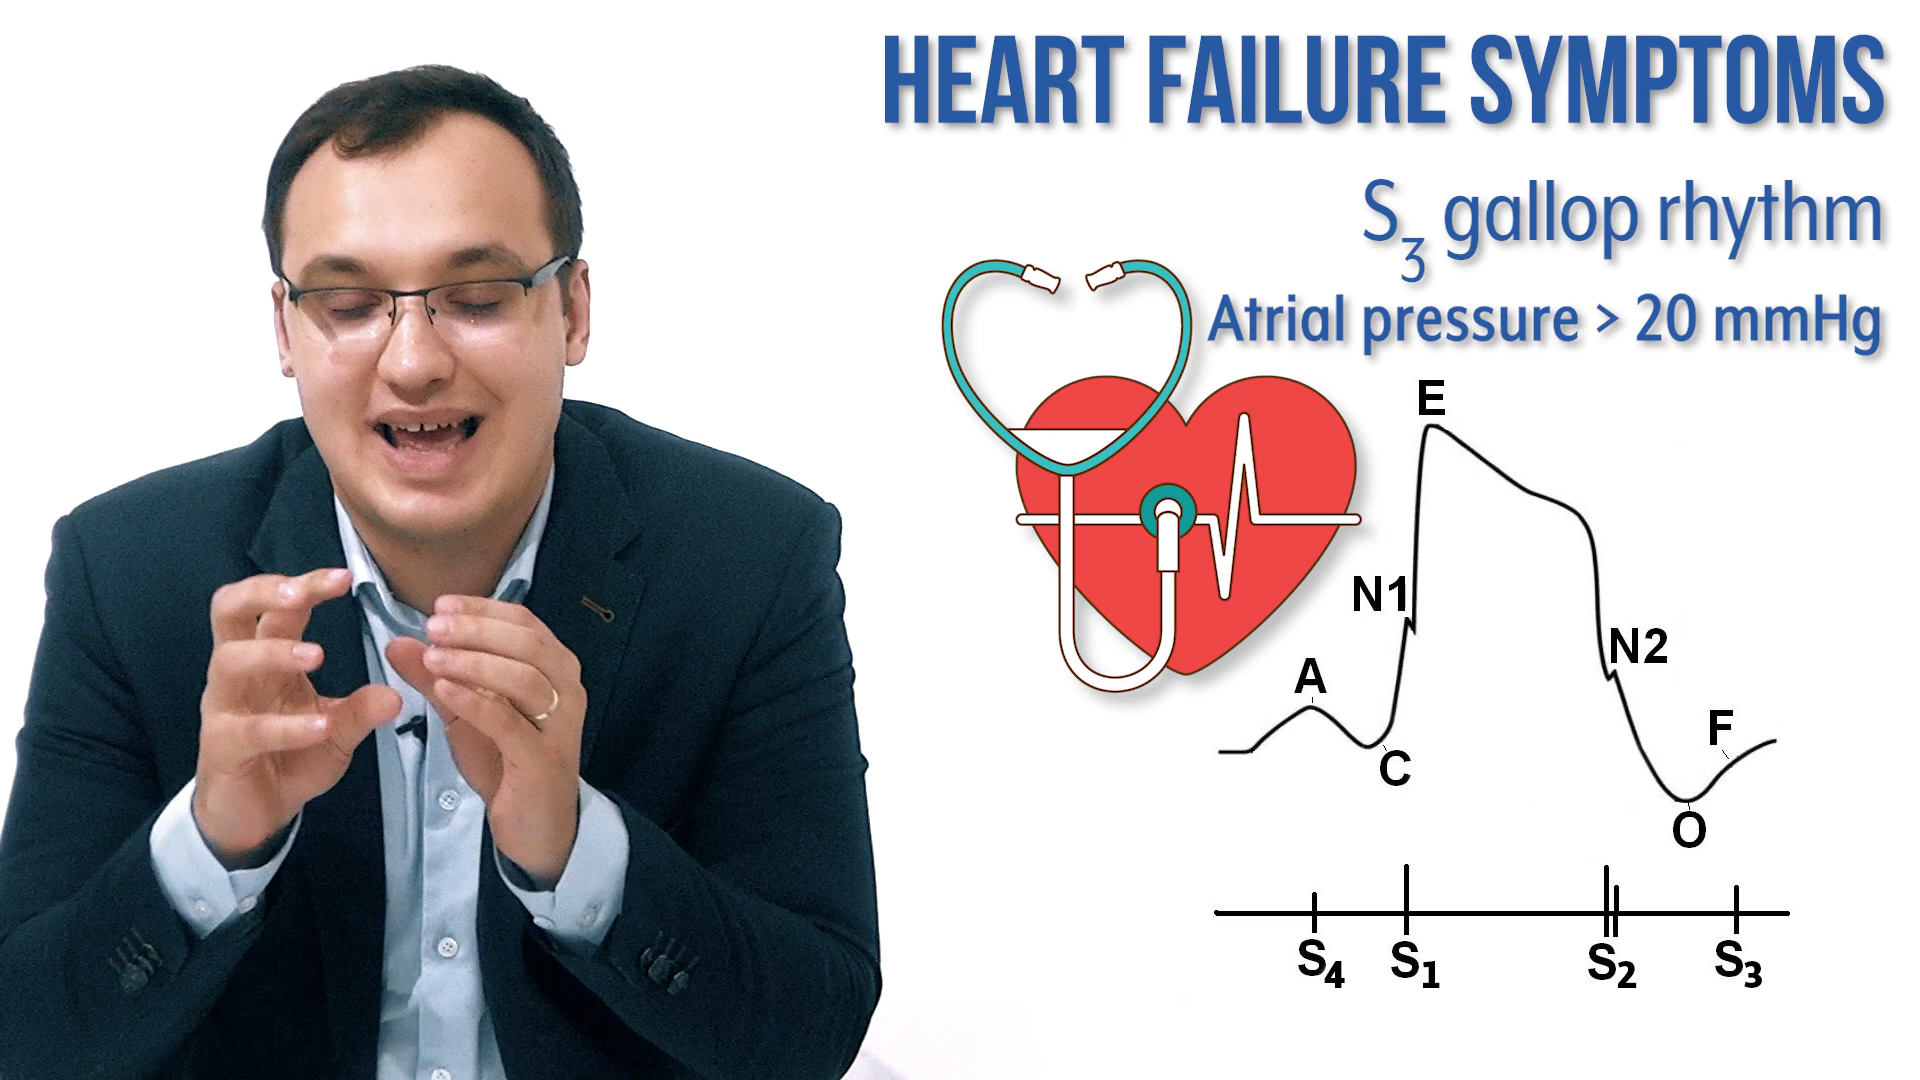 HEART FAILURE SYMPTOMS
S₃ gallop rhythm
Atrial pressure > 20 mmHg
E
N1
N2
A
F
C
O
S₄ S₁ S₂ S₃